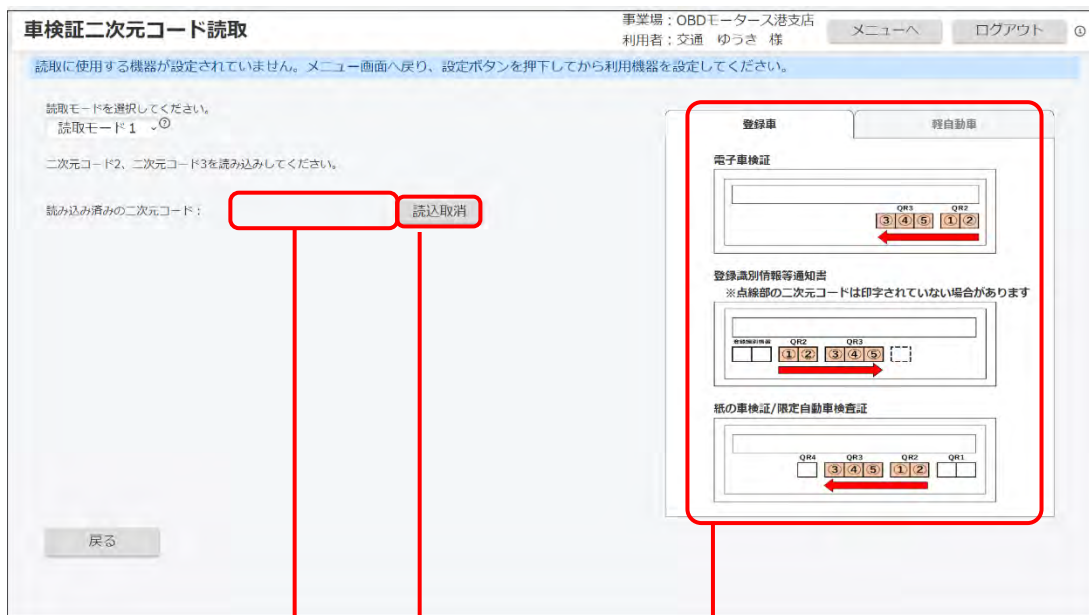 車検証二次元コード読取
事業場：OBDモータース港支店
利用者：交通　ゆうき　様
メニューへ
ログアウト
読取に使用する機器が設定されていません。メニュー画面へ戻り、設定ボタンを押下してから利用機器を設定してください。
読取モードを選択してください。
読取モード1
二次元コード2、二次元コード3を読み込みしてください。
読み込み済みの二次元コード：
読込取消
登録車
軽自動車
電子車検証
QR3 QR2
③④⑤ ①②
登録識別情報等通知書
※点線部の二次元コードは印字されていない場合があります
登録識別情報 QR2 QR3
①② ③④⑤
紙の車検証/限定自動車検査証
QR4 QR3 QR2 QR1
③④⑤ ①②
戻る